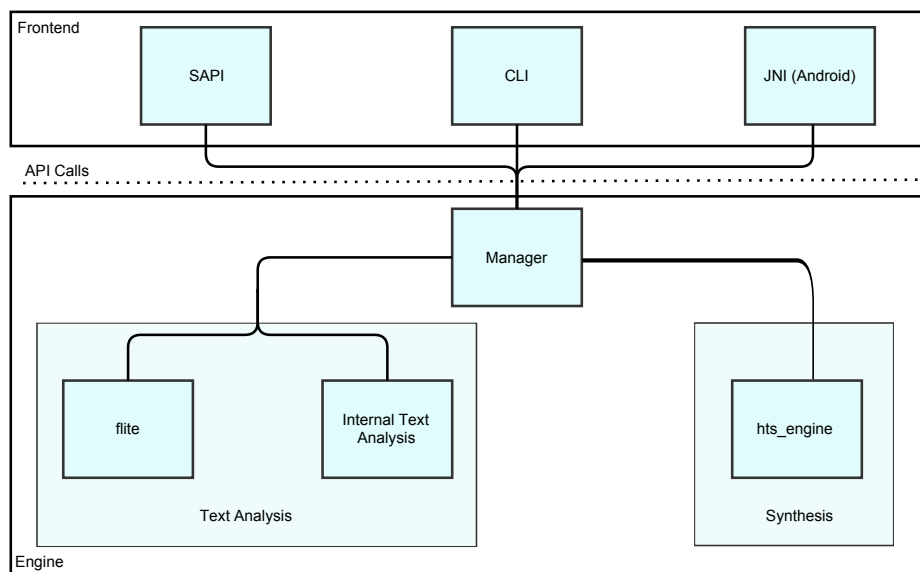 Frontend
SAPI
CLI
JNI (Android)
API Calls
Manager
flite
Internal Text
Analysis
hts_engine
Text Analysis
Synthesis
Engine